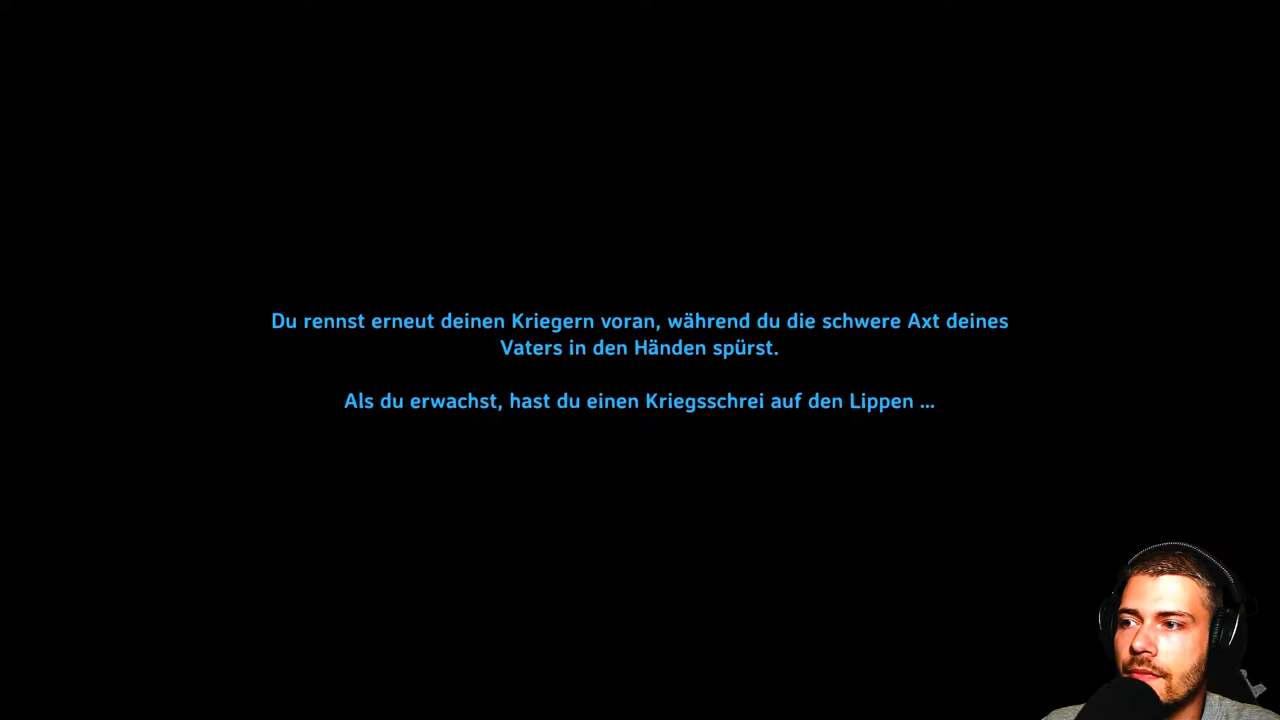 Du rennst erneut deinen Kriegern voran, während du die schwere Axt deines
Vaters in den Händen spürst.
Als du erwachst, hast du einen Kriegsschrei auf den Lippen ...